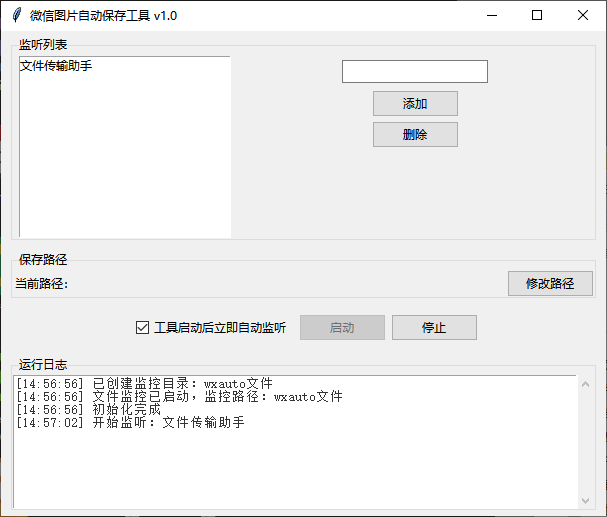 微信图片自动保存工具 v1.0
监听列表
文件传输助手
添加
删除
保存路径
当前路径：
修改路径
工具启动后立即自动监听
启动
停止
运行日志
[14:56:56] 已创建监控目录：wxauto文件
[14:56:56] 文件监控已启动，监控路径：wxauto文件
[14:56:56] 初始化完成
[14:57:02] 开始监听：文件传输助手